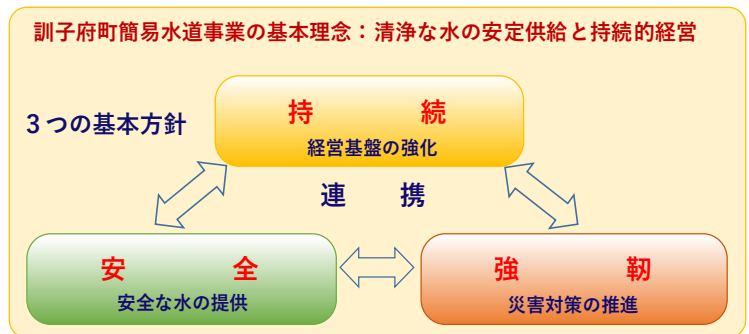 訓子府町簡易水道事業の基本理念：清浄な水の安定供給と持続的経営
３つの基本方針
持　続
経営基盤の強化
連　携
安　全
安全な水の提供
強　靭
災害対策の推進